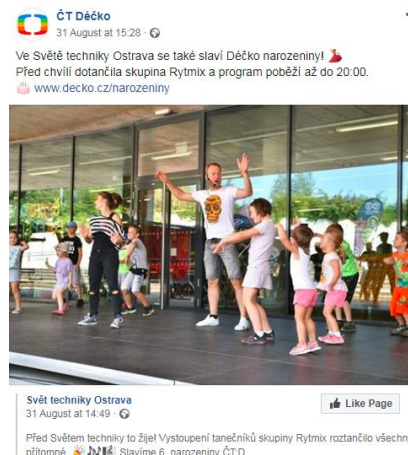 ČT Déčko
31 August at 15:28 ·
Ve Světě techniky Ostrava se také slaví Déčko narozeniny! 💃
Před chvílí dotančila skupina Rytmix a program poběží až do 20:00.
🎂 www.decko.cz/narozeniny
Svět techniky Ostrava
31 August at 14:49 ·
Like Page
Před Světem techniky to žije! Vystoupení tanečníků skupiny Rytmix roztančilo všechn
přítomné. 🎉 🎶 Slavíme 6. narozeniny ČT:D